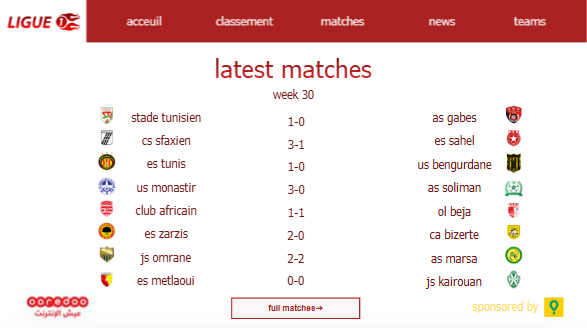 LIGUE 1 acceuil classement matches news teams
latest matches
week 30
stade tunisien 1-0 as gabes
cs sfaxien 3-1 es sahel
es tunis 1-0 us bengurdane
us monastir 3-0 as soliman
club africain 1-1 ol beja
es zarzis 2-0 ca bizerte
js omrane 2-2 as marsa
es metlaoui 0-0 js kairouan
ooredoo
عيش الإنترنت
full matches→
sponsored by